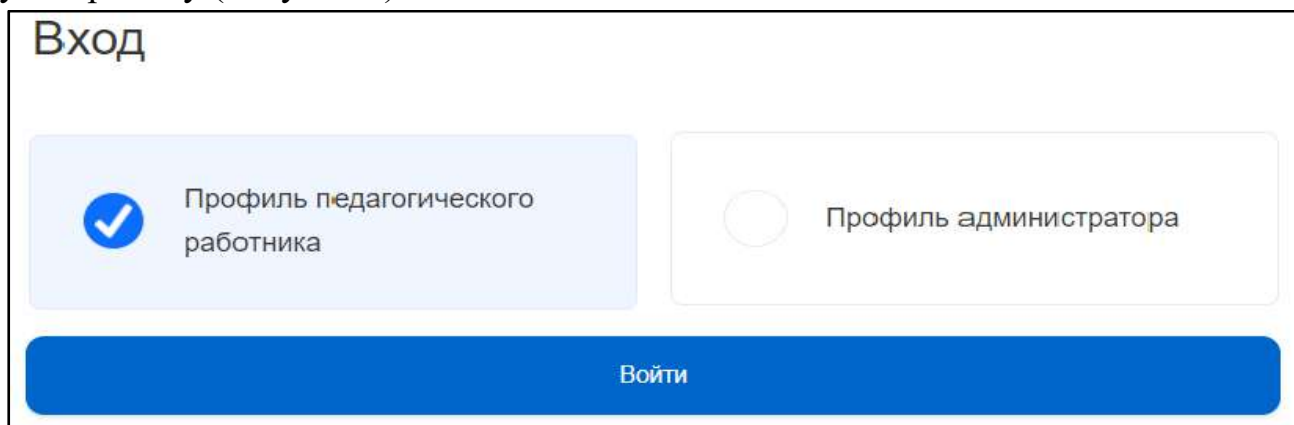 Вход
Профиль педагогического
работника
Профиль администратора
Войти